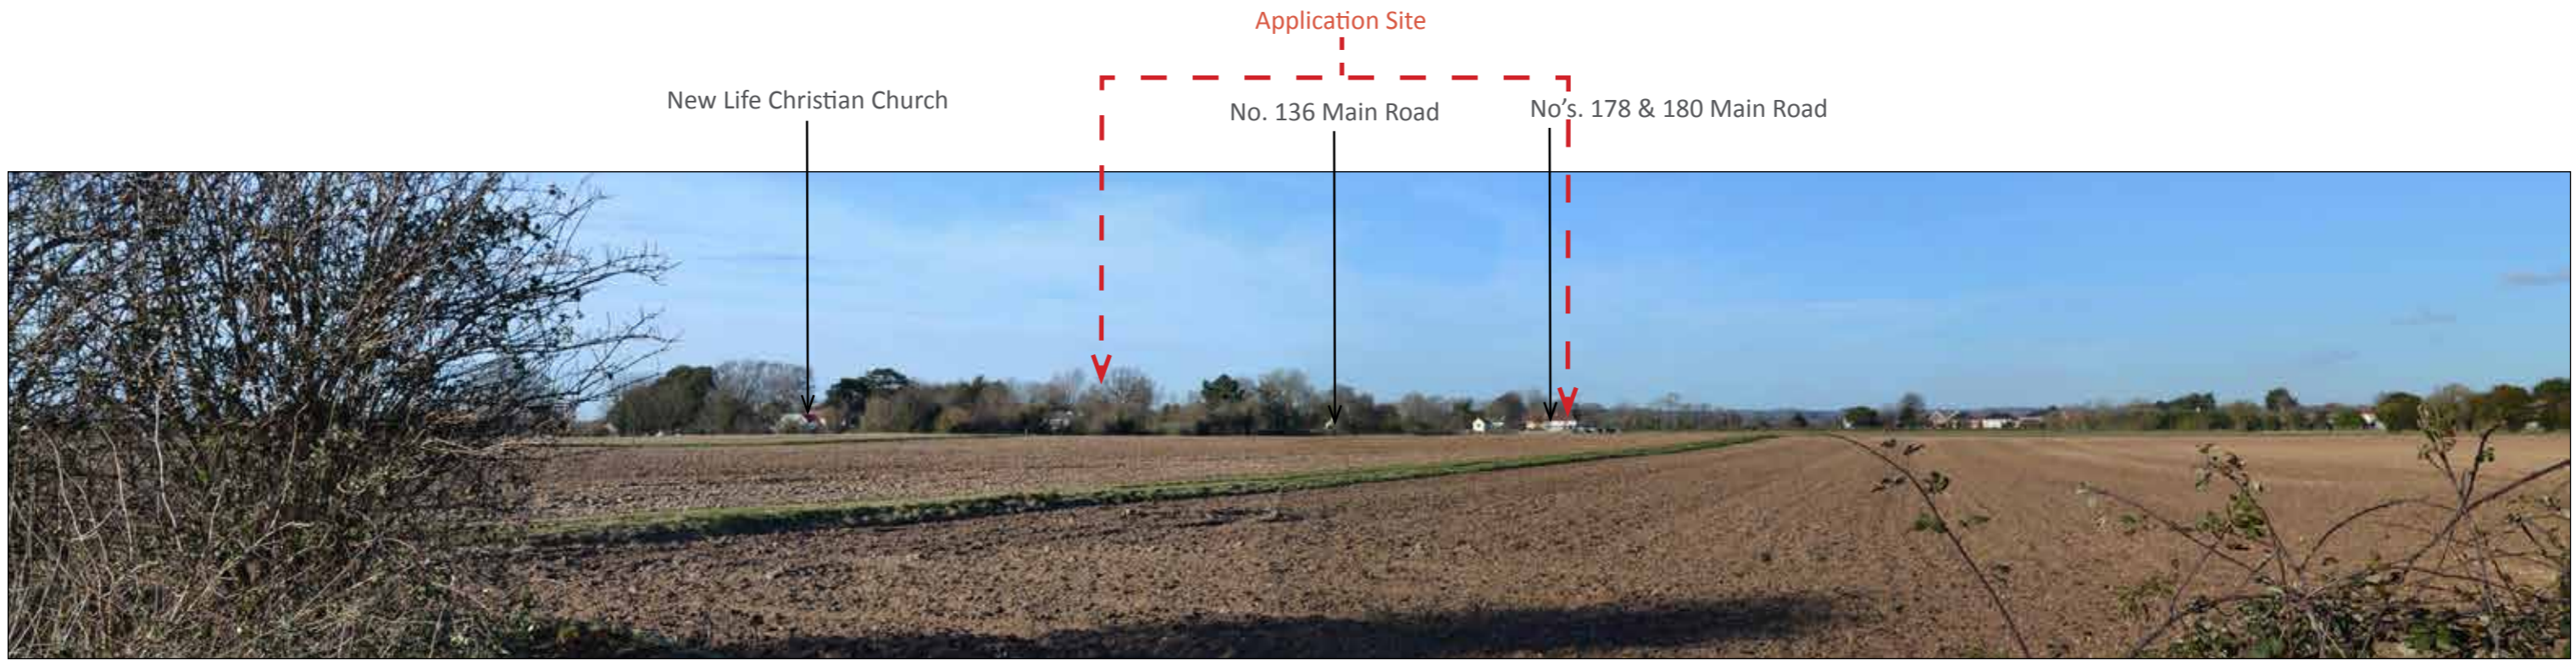 Application Site
New Life Christian Church
No. 136 Main Road
No's. 178 & 180 Main Road